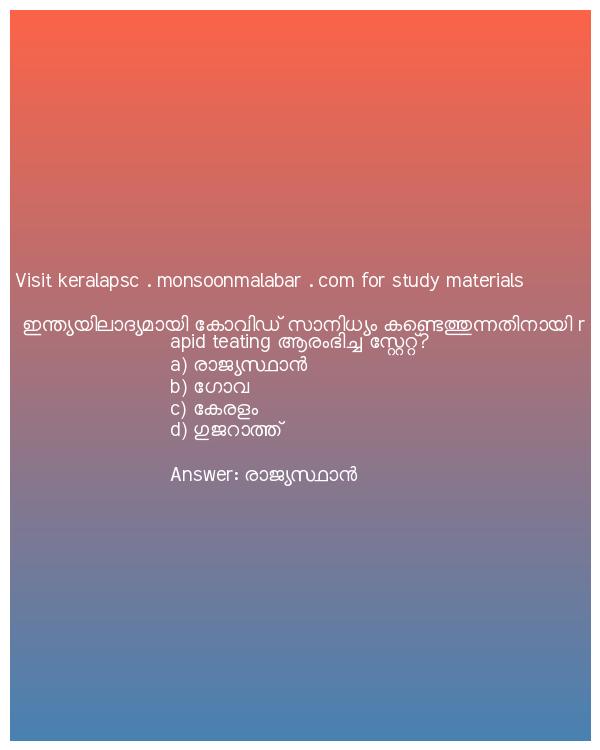 Visit keralapsc . monsoonmalabar . com for study materials
ഇന്ത്യയിലാദ്യമായി കോവിഡ് സാനിധ്യം കണ്ടെത്തുന്നതിനായി r
apid teating ആരംഭിച്ച സ്റ്റേറ്റ്?
a) രാജ്യസ്ഥാൻ
b) ഗോവ
c) കേരളം
d) ഗുജറാത്ത്
Answer: രാജ്യസ്ഥാൻ